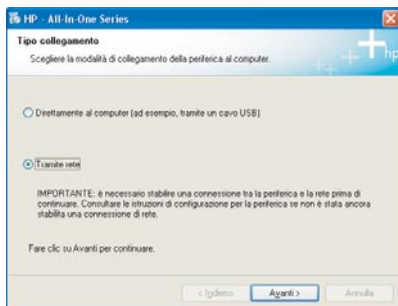 HP - All-In-One Series
Tipo collegamento
Scegliere la modalità di collegamento della periferica al computer.
hp
Direttamente al computer (ad esempio, tramite un cavo USB)
Tramite rete
IMPORTANTE: è necessario stabilire una connessione tra la periferica e la rete prima di
continuare. Consultare le istruzioni di configurazione per la periferica se non è stata ancora
stabilita una connessione di rete.
Fare clic su Avanti per continuare.
< Indietro Avanti > Annulla